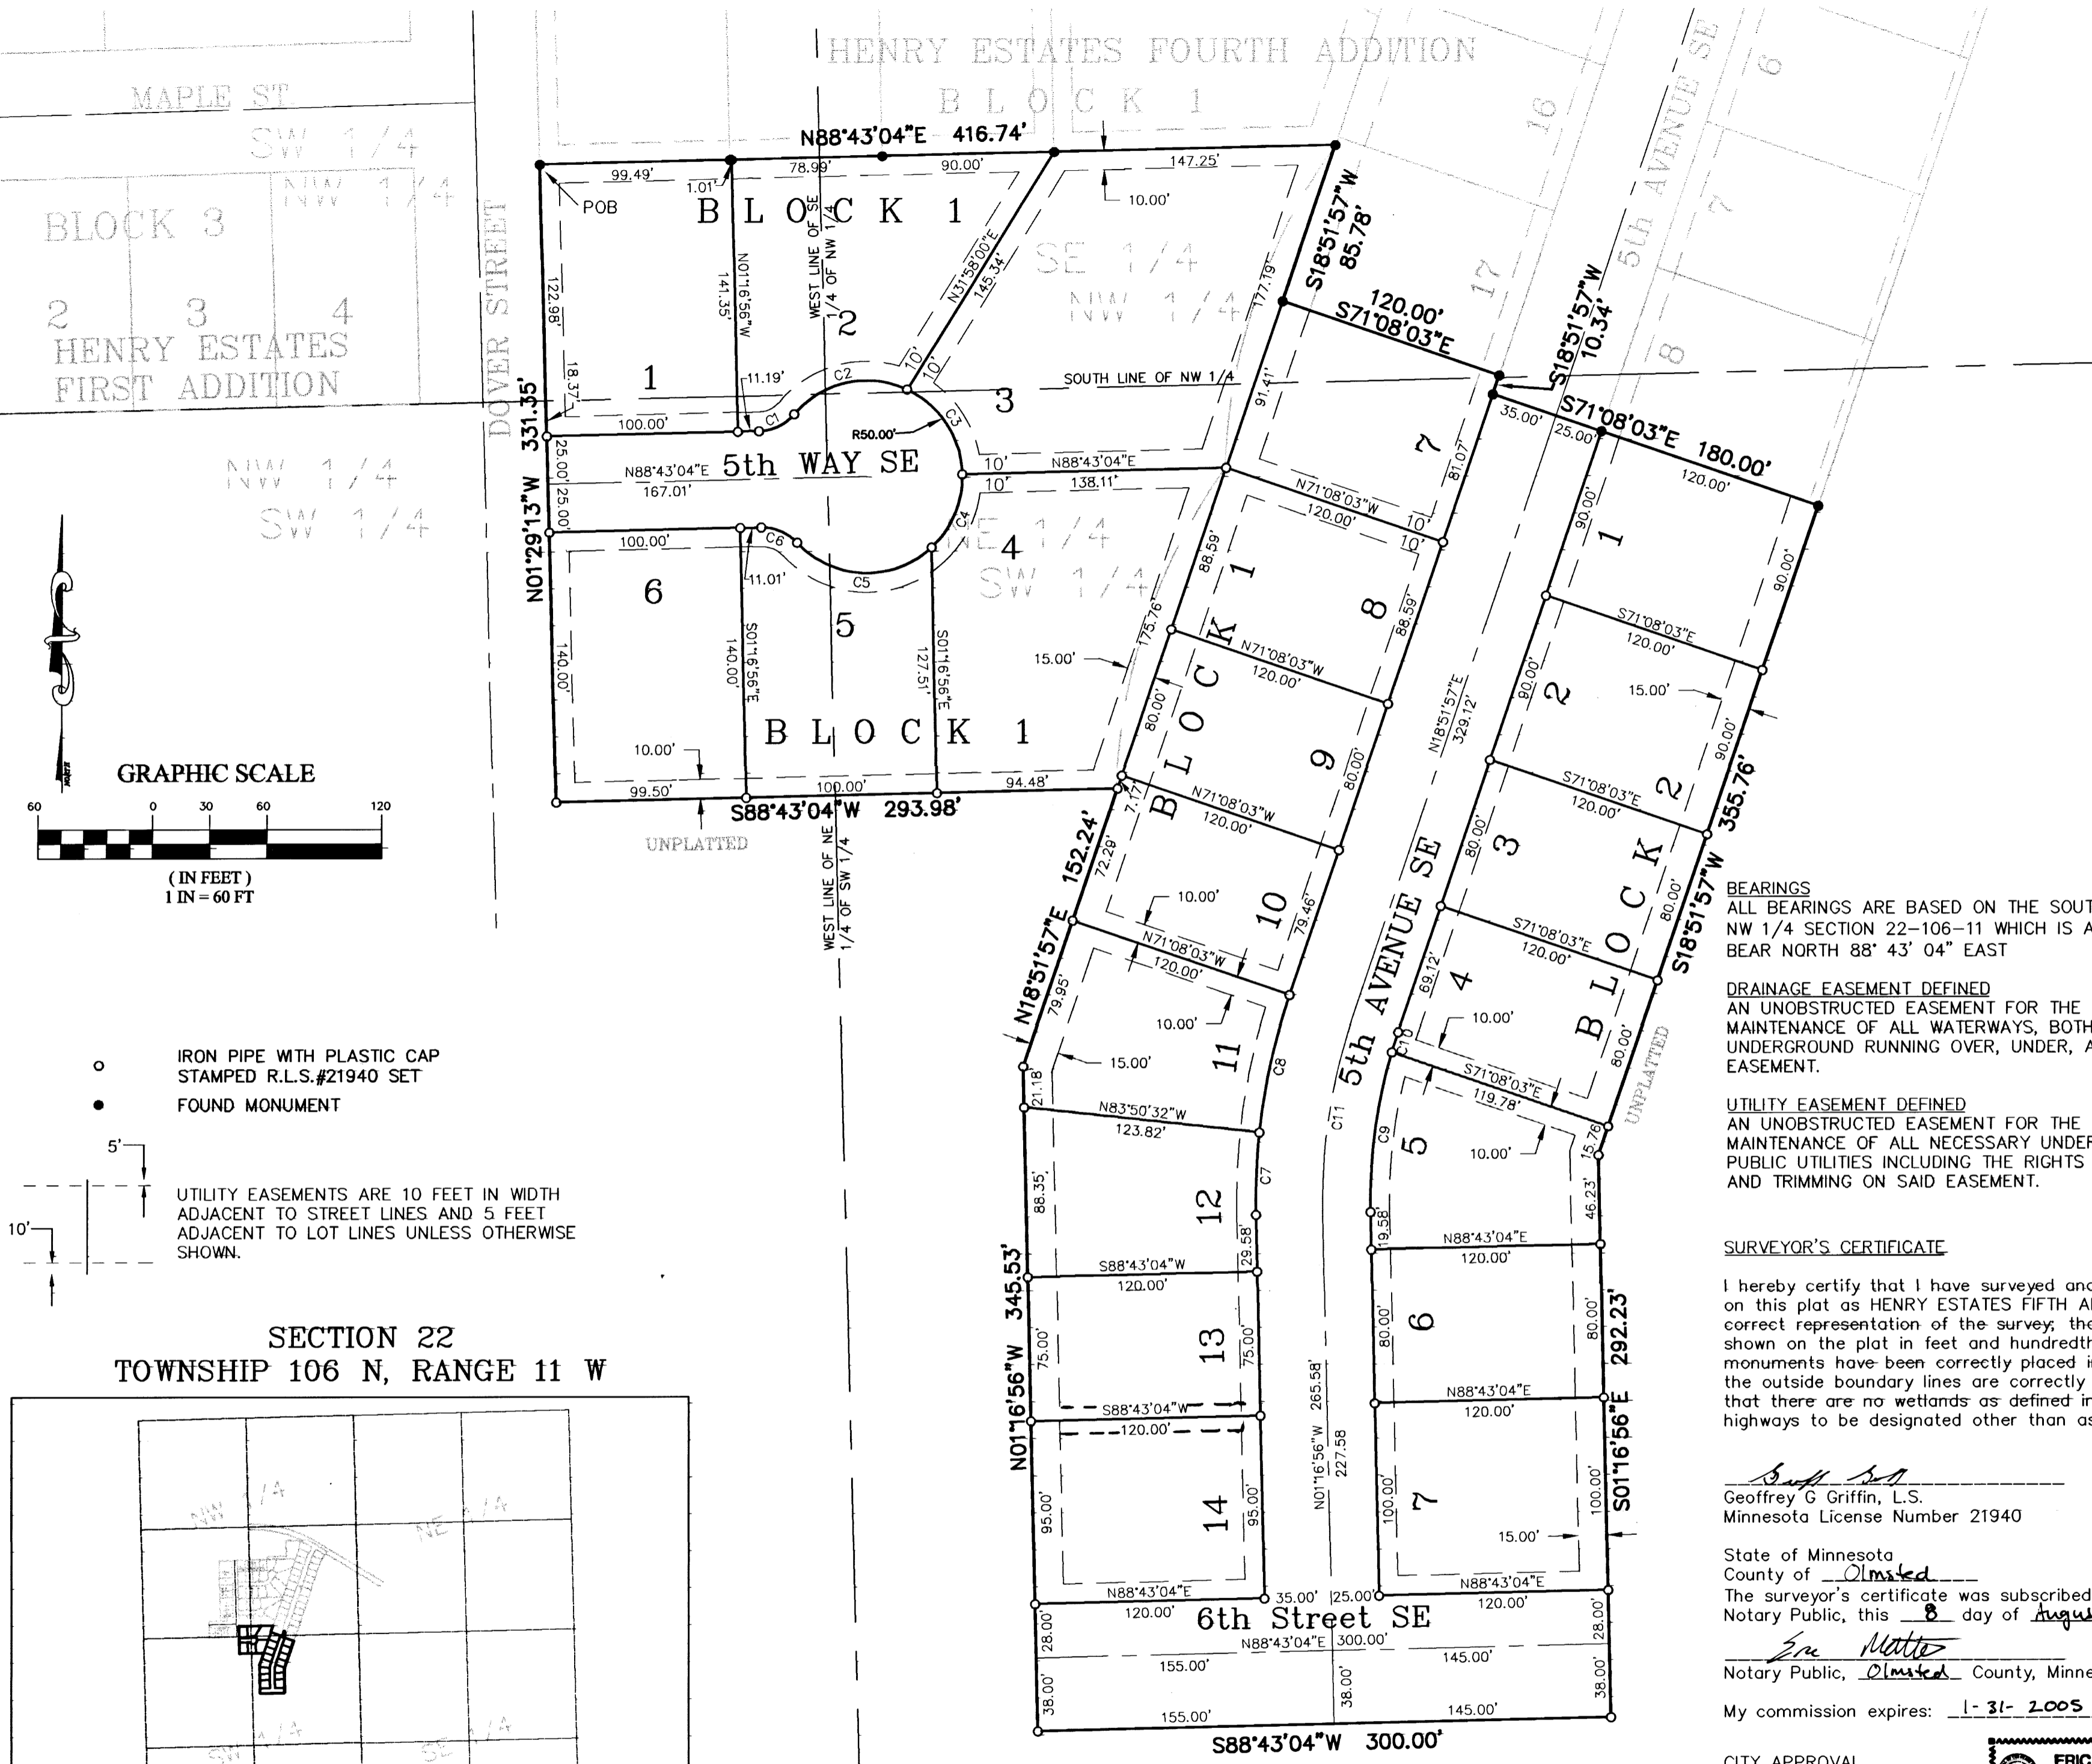 HENRY ESTATES FOURTH ADDITION
BLOCK 1
MAPLE ST.
SW 1/4
NW 1/4
BLOCK 3
2 3 4
HENRY ESTATES
FIRST ADDITION
DOVER STREET
NW 1/4
SW 1/4
16
17
5th AVENUE SE
6
7
7
8
5th AVENUE SE
N88°43'04"E 416.74'
99.49'
1.01'
78.99'
90.00'
147.25'
10.00'
POB
BLOCK 1
WEST LINE OF SE
1/4 OF NW 1/4
SE 1/4
NW 1/4
122.98'
18.37'
N01°16'56"W
141.35'
N31°58'00"E
145.34'
177.19'
S18°51'57"W
85.78'
120.00'
S71°08'03"E
S18°51'57"W
10.34'
S71°08'03"E 180.00'
35.00'
25.00'
120.00'
1
2
3
11.19'
C1
C2
C3
10'
10'
SOUTH LINE OF NW 1/4
R50.00'
331.35'
N01°29'13"W
100.00'
25.00'
25.00'
N88°43'04"E
167.01'
5th WAY SE
10'
10'
N88°43'04"E
138.11'
100.00'
11.01'
C6
C5
C4
NE 1/4
SW 1/4
4
5
6
140.00'
S01°16'56"E
140.00'
S01°16'56"E
127.51'
15.00'
175.76'
BLOCK 1
10.00'
99.50'
100.00'
94.48'
S88°43'04"W 293.98'
UNPLATTED
WEST LINE OF NE
1/4 OF SW 1/4
91.41'
7
81.07'
N71°08'03"W
120.00'
10'
10'
88.59'
8
88.59'
N71°08'03"W
120.00'
80.00'
9
80.00'
N71°08'03"W
120.00'
7.17'
BLOCK 1
152.24'
72.29'
10
79.46'
10.00'
N71°08'03"W
120.00'
N18°51'57"E
79.95'
10.00'
15.00'
11
C8
21.18'
N83°50'32"W
123.82'
88.35'
12
C7
29.58'
S88°43'04"W
120.00'
N01°16'56"W 345.53'
75.00'
13
75.00'
S88°43'04"W
120.00'
95.00'
14
95.00'
N88°43'04"E
120.00'
N18°51'57"E
329.12'
5th AVENUE SE
C11
N01°16'56"W 265.58'
227.58
90.00'
1
90.00'
S71°08'03"E
120.00'
90.00'
2
15.00'
90.00'
S71°08'03"E
120.00'
80.00'
3
80.00'
S71°08'03"E
120.00'
BLOCK 2
S18°51'57"W 355.76'
69.12'
4
10.00'
80.00'
C10
S71°08'03"E
119.78'
UNPLATTED
15.76
C9
5
10.00'
46.23'
19.58'
N88°43'04"E
120.00'
80.00'
6
80.00'
N88°43'04"E
120.00'
S01°16'56"E 292.23'
100.00'
7
100.00'
15.00'
N88°43'04"E
120.00'
35.00'
25.00'
6th Street SE
N88°43'04"E 300.00'
28.00'
28.00'
155.00'
145.00'
38.00'
38.00'
38.00'
155.00'
145.00'
S88°43'04"W 300.00'
GRAPHIC SCALE
60 0 30 60 120
( IN FEET )
1 IN = 60 FT
IRON PIPE WITH PLASTIC CAP
STAMPED R.L.S.#21940 SET
FOUND MONUMENT
5'
10'
UTILITY EASEMENTS ARE 10 FEET IN WIDTH
ADJACENT TO STREET LINES AND 5 FEET
ADJACENT TO LOT LINES UNLESS OTHERWISE
SHOWN.
SECTION 22
TOWNSHIP 106 N, RANGE 11 W
NW 1/4
NE 1/4
SW 1/4
SE 1/4
BEARINGS
ALL BEARINGS ARE BASED ON THE SOUT
NW 1/4 SECTION 22-106-11 WHICH IS A
BEAR NORTH 88° 43' 04" EAST
DRAINAGE EASEMENT DEFINED
AN UNOBSTRUCTED EASEMENT FOR THE
MAINTENANCE OF ALL WATERWAYS, BOTH
UNDERGROUND RUNNING OVER, UNDER, A
EASEMENT.
UTILITY EASEMENT DEFINED
AN UNOBSTRUCTED EASEMENT FOR THE
MAINTENANCE OF ALL NECESSARY UNDER
PUBLIC UTILITIES INCLUDING THE RIGHTS
AND TRIMMING ON SAID EASEMENT.
SURVEYOR'S CERTIFICATE
I hereby certify that I have surveyed and
on this plat as HENRY ESTATES FIFTH A
correct representation of the survey; the
shown on the plat in feet and hundredth
monuments have been correctly placed i
the outside boundary lines are correctly
that there are no wetlands as defined in
highways to be designated other than as
Geoffrey G Griffin, L.S.
Minnesota License Number 21940
State of Minnesota
County of Olmsted
The surveyor's certificate was subscribed
Notary Public, this 8 day of Augus
Notary Public, Olmsted County, Minne
My commission expires: 1-31-2005
CITY APPROVAL
ERIC